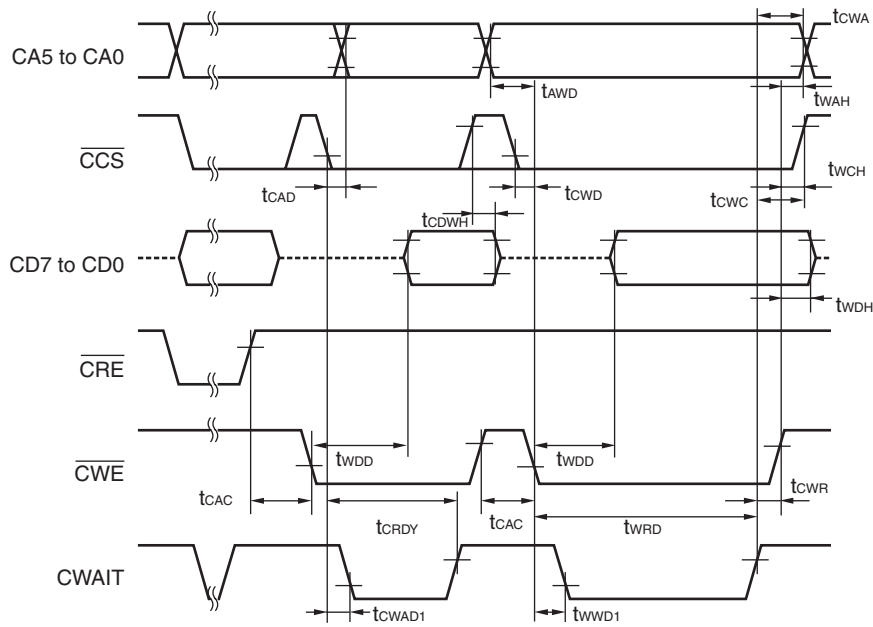 tCWA
CA5 to CA0
tAWD
tWAH
CCS
tCAD
tCWD
tWCH
tCWC
tCDWH
CD7 to CD0
tWDH
CRE
CWE
tWDD
tWDD
tCAC
tCWR
tCRDY
tCAC
tWRD
CWAIT
tCWAD1
tWWD1